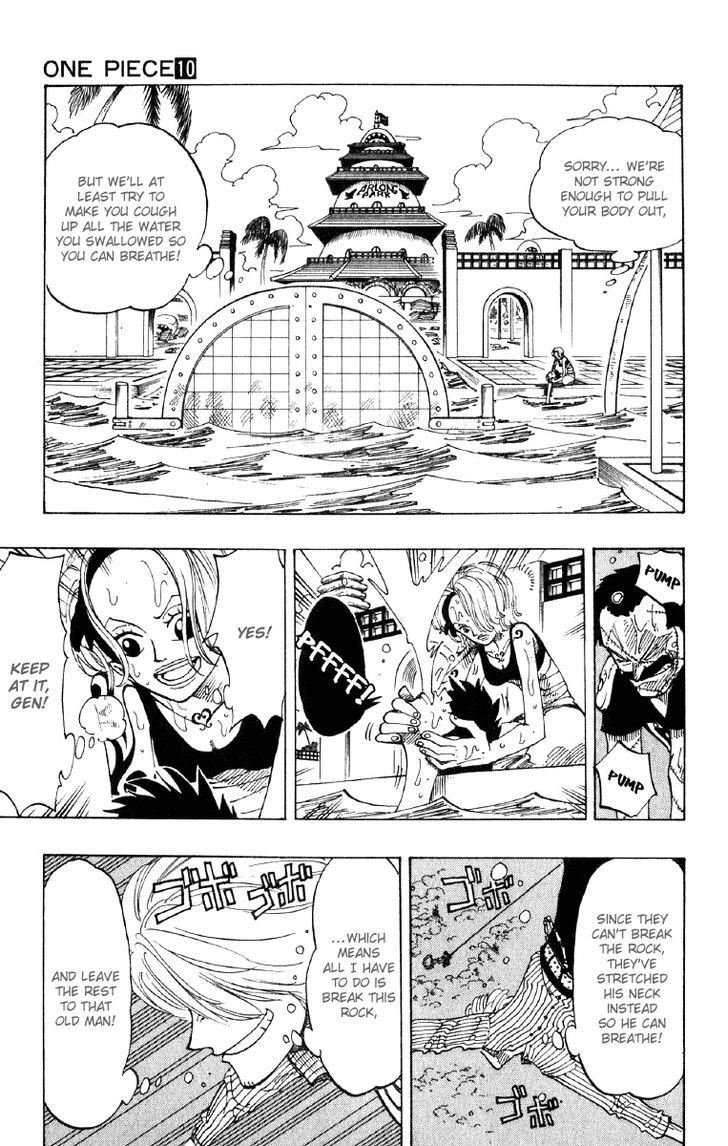 ONE PIECE 10
SORRY... WE'RE
NOT STRONG
ENOUGH TO PULL
YOUR BODY OUT,
BUT WE'LL AT
LEAST TRY TO
MAKE YOU COUGH
UP ALL THE WATER
YOU SWALLOWED SO
YOU CAN BREATHE!
ARLONG
PARK
PUMP
PUMP
PFFFFF!
YES!
KEEP
AT IT,
GEN!
SINCE THEY
CAN'T BREAK
THE ROCK,
THEY'VE
STRETCHED
HIS NECK
INSTEAD
SO HE CAN
BREATHE!
ゴボ
ゴボ
...WHICH
MEANS
ALL I HAVE
TO DO IS
BREAK THIS
ROCK,
ゴボ
ゴボ
AND LEAVE
THE REST
TO THAT
OLD MAN!